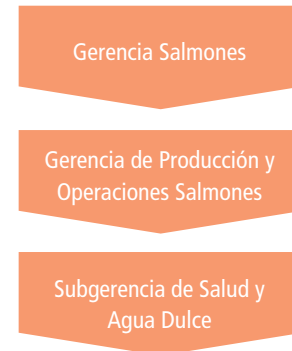 Gerencia Salmones
Gerencia de Producción y
Operaciones Salmones
Subgerencia de Salud y
Agua Dulce